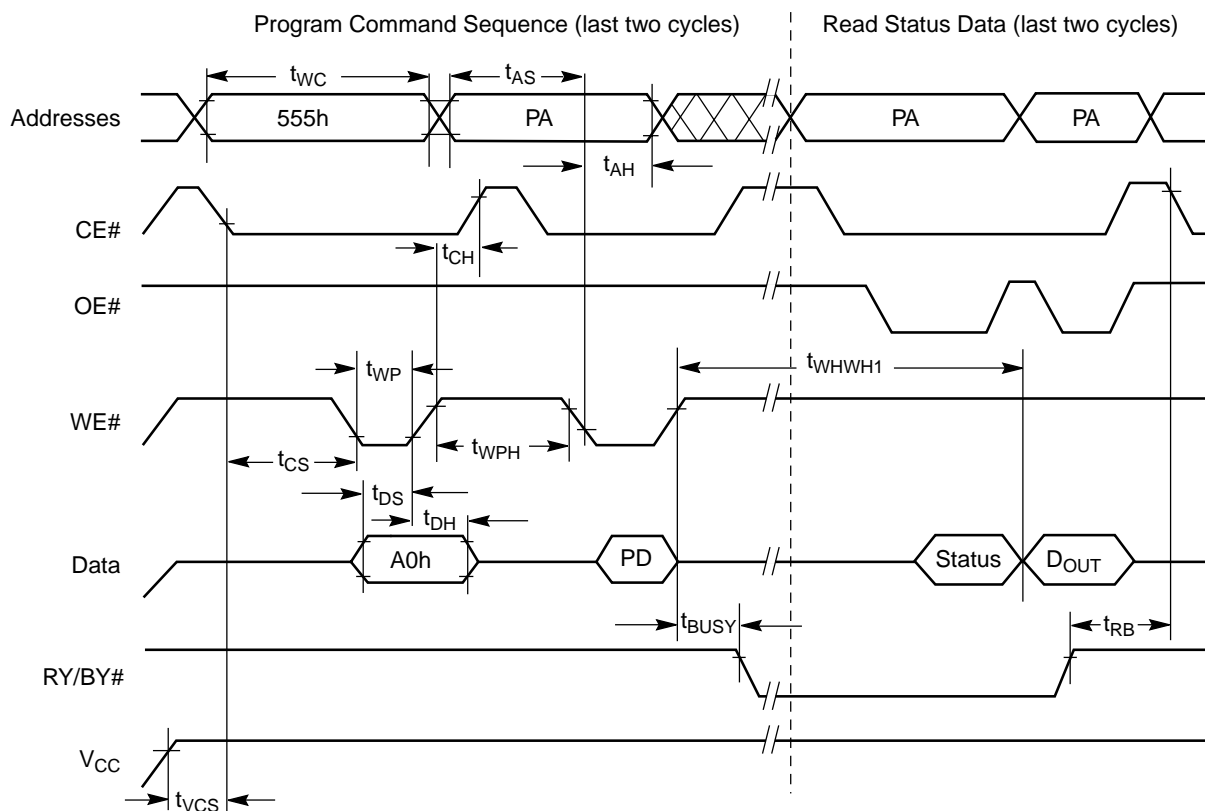 Program Command Sequence (last two cycles) Read Status Data (last two cycles)
tWC tAS
Addresses 555h PA PA PA
tAH
CE#
tCH
OE#
tWP tWHWH1
WE#
tCS tWPH
tDS
tDH
Data A0h PD Status DOUT
tBUSY tRB
RY/BY#
VCC
tVCS